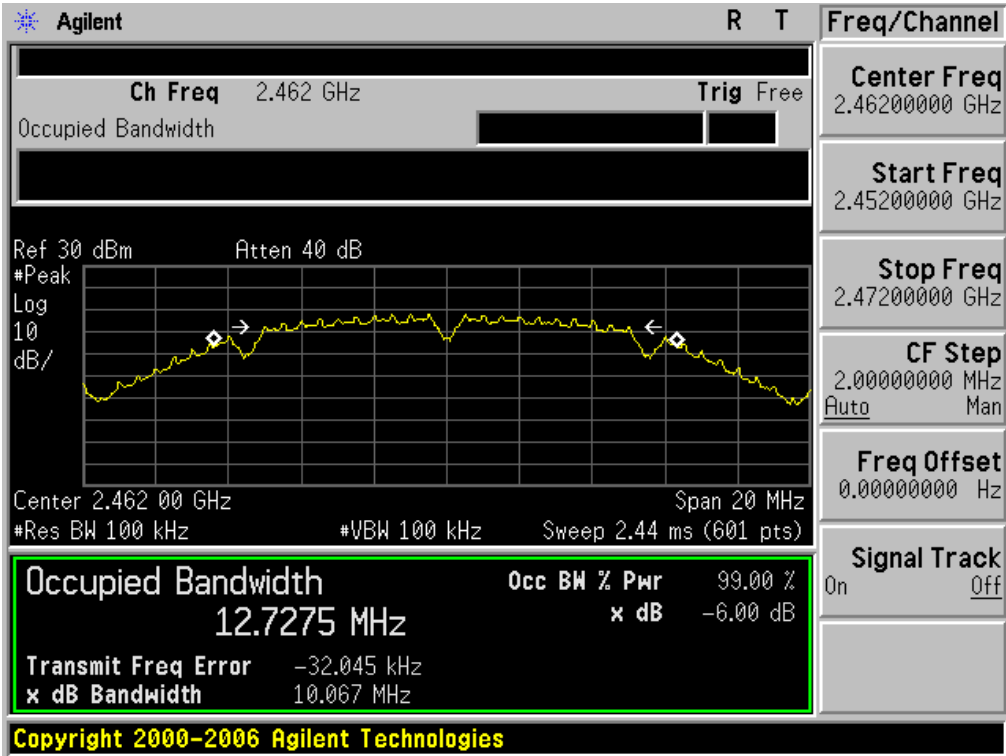 Agilent R T
Freq/Channel
Ch Freq 2.462 GHz Trig Free
Occupied Bandwidth
Center Freq
2.46200000 GHz
Start Freq
2.45200000 GHz
Stop Freq
2.47200000 GHz
CF Step
2.00000000 MHz
Auto Man
Freq Offset
0.00000000 Hz
Signal Track
On Off
Ref 30 dBm Atten 40 dB
#Peak
Log
10
dB/
Center 2.462 00 GHz Span 20 MHz
#Res BW 100 kHz #VBW 100 kHz Sweep 2.44 ms (601 pts)
Occupied Bandwidth
12.7275 MHz
Occ BW % Pwr 99.00 %
x dB -6.00 dB
Transmit Freq Error -32.045 kHz
x dB Bandwidth 10.067 MHz
Copyright 2000-2006 Agilent Technologies